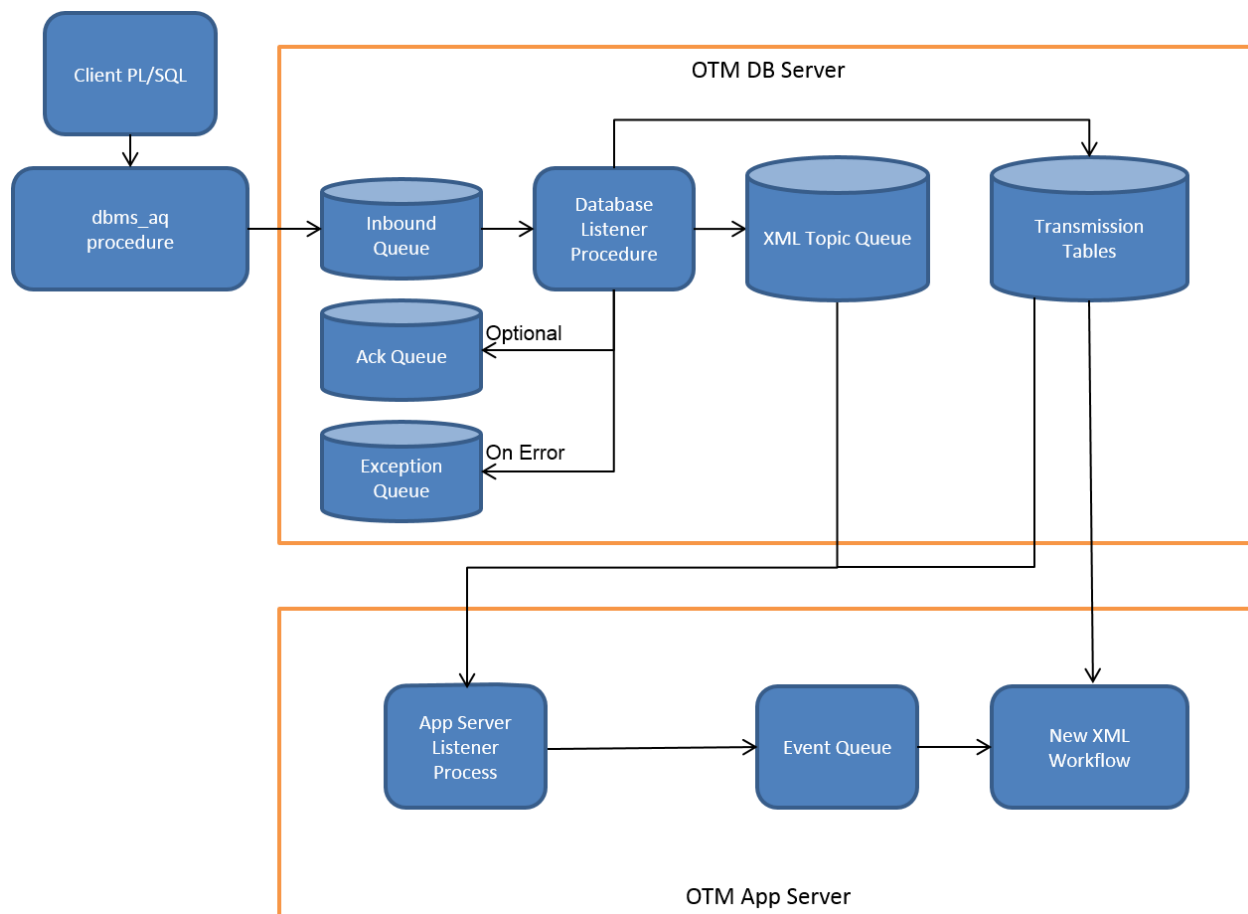 Client PL/SQL
OTM DB Server
dbms_aq
procedure
Inbound
Queue
Database
Listener
Procedure
XML Topic Queue
Transmission
Tables
Optional
Ack Queue
On Error
Exception
Queue
App Server
Listener
Process
Event Queue
New XML
Workflow
OTM App Server